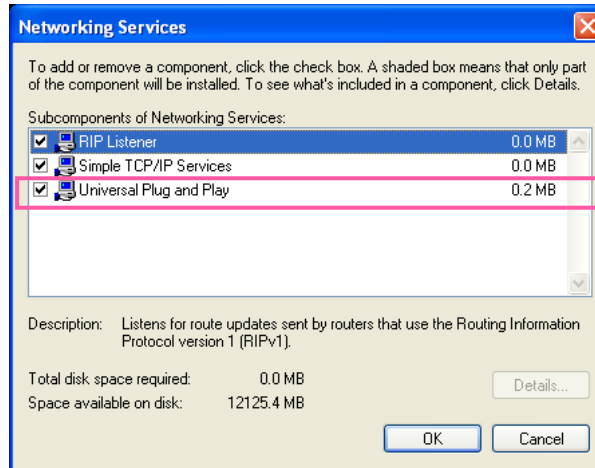 Networking Services
To add or remove a component, click the check box. A shaded box means that only part
of the component will be installed. To see what's included in a component, click Details.
Subcomponents of Networking Services:
RIP Listener 0.0 MB
Simple TCP/IP Services 0.0 MB
Universal Plug and Play 0.2 MB
Description: Listens for route updates sent by routers that use the Routing Information
Protocol version 1 (RIPv1).
Total disk space required: 0.0 MB
Space available on disk: 12125.4 MB
Details...
OK Cancel